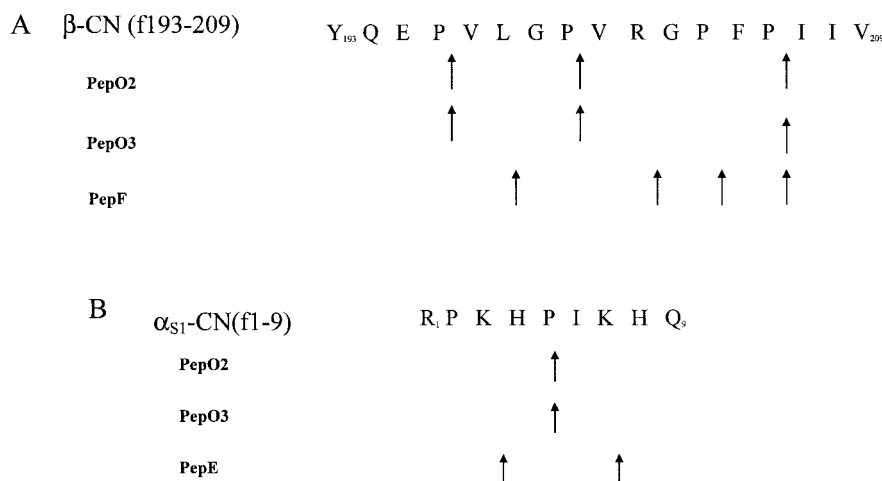 A β-CN (f193-209) Y₁₉₃ Q E P V L G P V R G P F P I I V₂₀₉
PepO2
PepO3
PepF
B αS1-CN(f1-9) R₁ P K H P I K H Q₉
PepO2
PepO3
PepE